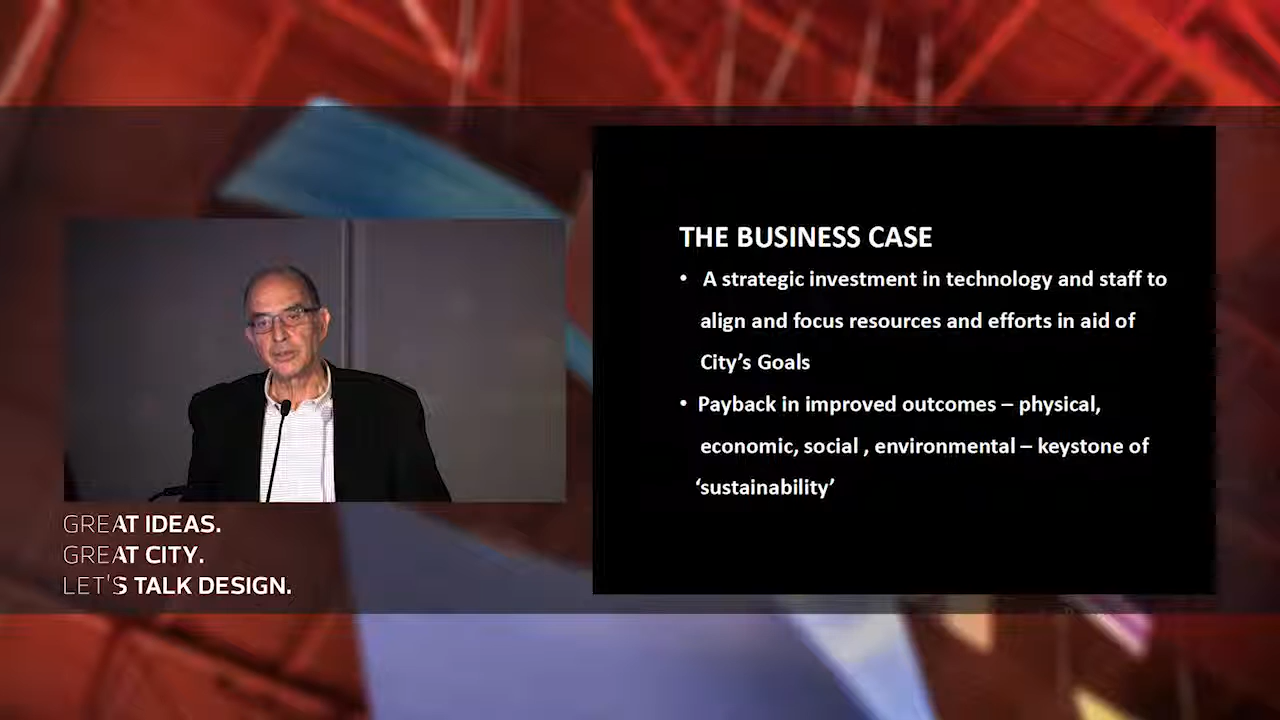 THE BUSINESS CASE
• A strategic investment in technology and staff to
align and focus resources and efforts in aid of
City’s Goals
• Payback in improved outcomes – physical,
economic, social , environmental – keystone of
‘sustainability’
GREAT IDEAS.
GREAT CITY.
LET'S TALK DESIGN.